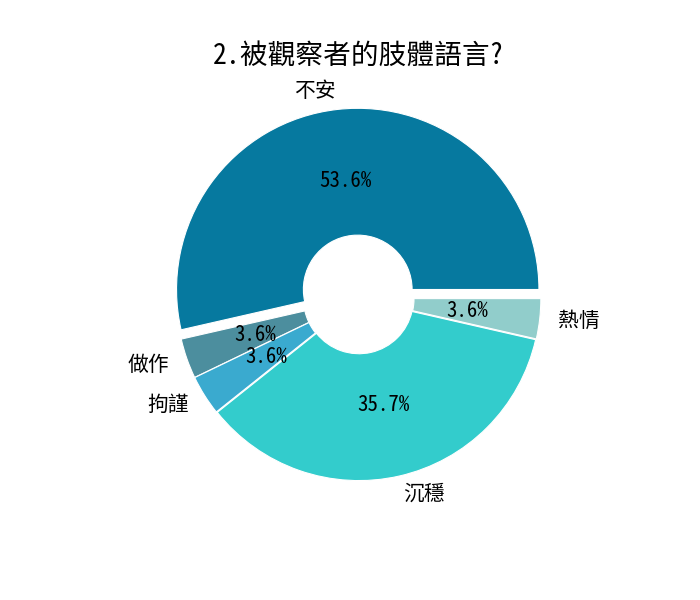 2.被觀察者的肢體語言?
不安
53.6%
3.6%
熱情
3.6%
做作
3.6%
拘謹
35.7%
沉穩